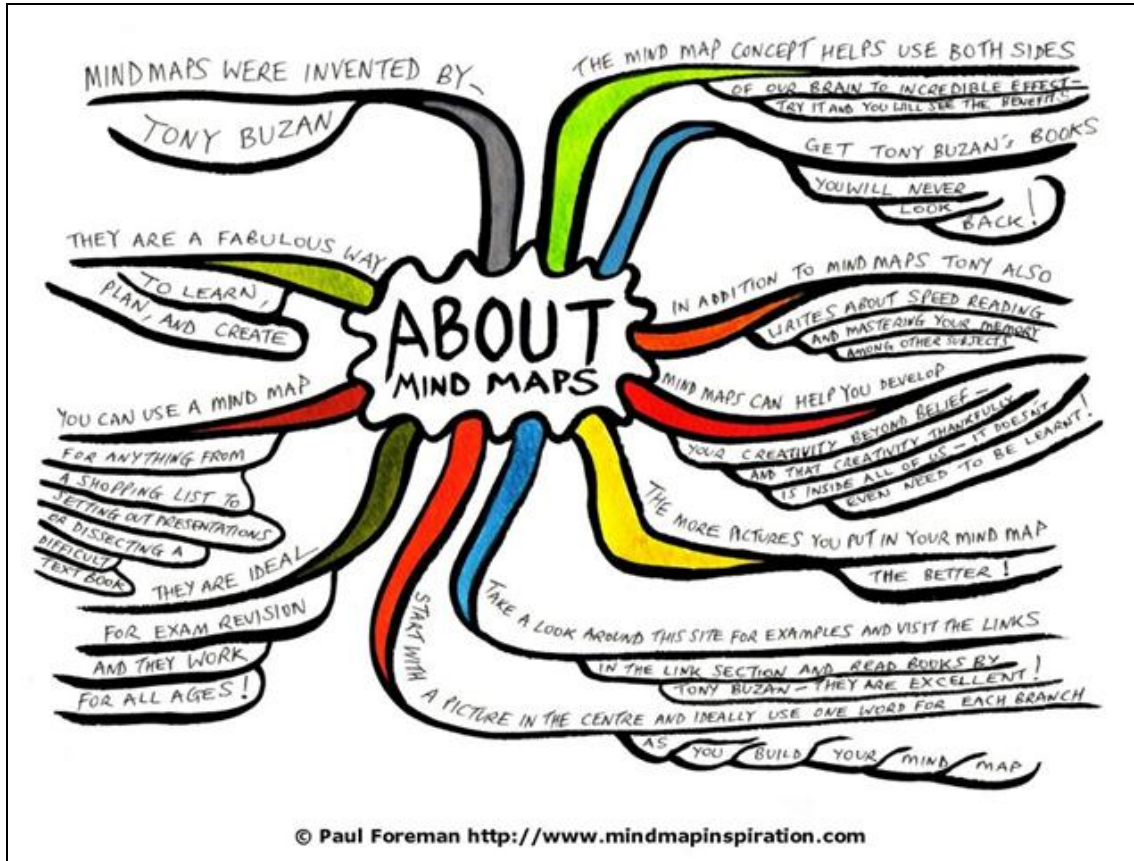 MIND MAPS WERE INVENTED BY-
TONY BUZAN
THE MIND MAP CONCEPT HELPS USE BOTH SIDES
OF OUR BRAIN TO INCREDIBLE EFFECT-
TRY IT AND YOU WILL SEE THE BENEFITS
GET TONY BUZAN'S BOOKS
YOU WILL NEVER
LOOK
BACK!
THEY ARE A FABULOUS WAY
TO LEARN,
PLAN, AND CREATE
ABOUT
MIND MAPS
IN ADDITION TO MIND MAPS TONY ALSO
WRITES ABOUT SPEED READING
AND MASTERING YOUR MEMORY
AMONG OTHER SUBJECTS
MIND MAPS CAN HELP YOU DEVELOP
YOUR CREATIVITY BEYOND BELIEF-
AND THAT CREATIVITY THANKFULLY
IS INSIDE ALL OF US - IT DOESN'T
EVEN NEED TO BE LEARNT!
YOU CAN USE A MIND MAP
FOR ANYTHING FROM
A SHOPPING LIST TO
SETTING OUT PRESENTATIONS
OR DISSECTING A
DIFFICULT
TEXT BOOK
THE MORE PICTURES YOU PUT IN YOUR MIND MAP
THE BETTER!
THEY ARE IDEAL
FOR EXAM REVISION
AND THEY WORK
FOR ALL AGES!
TAKE A LOOK AROUND THIS SITE FOR EXAMPLES AND VISIT THE LINKS
IN THE LINK SECTION AND READ BOOKS BY
TONY BUZAN - THEY ARE EXCELLENT!
START WITH A PICTURE IN THE CENTRE AND IDEALLY USE ONE WORD FOR EACH BRANCH
AS YOU BUILD YOUR MIND MAP
© Paul Foreman http://www.mindmapinspiration.com